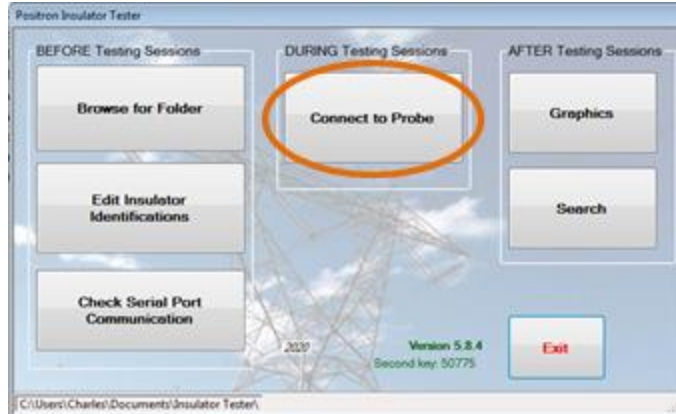 Positron Insulator Tester
BEFORE Testing Sessions
Browse for Folder
Edit Insulator
Identifications
Check Serial Port
Communication
DURING Testing Sessions
Connect to Probe
AFTER Testing Sessions
Graphics
Search
2020
Version 5.8.4
Second key: 50775
Exit
C:\Users\Charles\Documents\Insulator Tester\